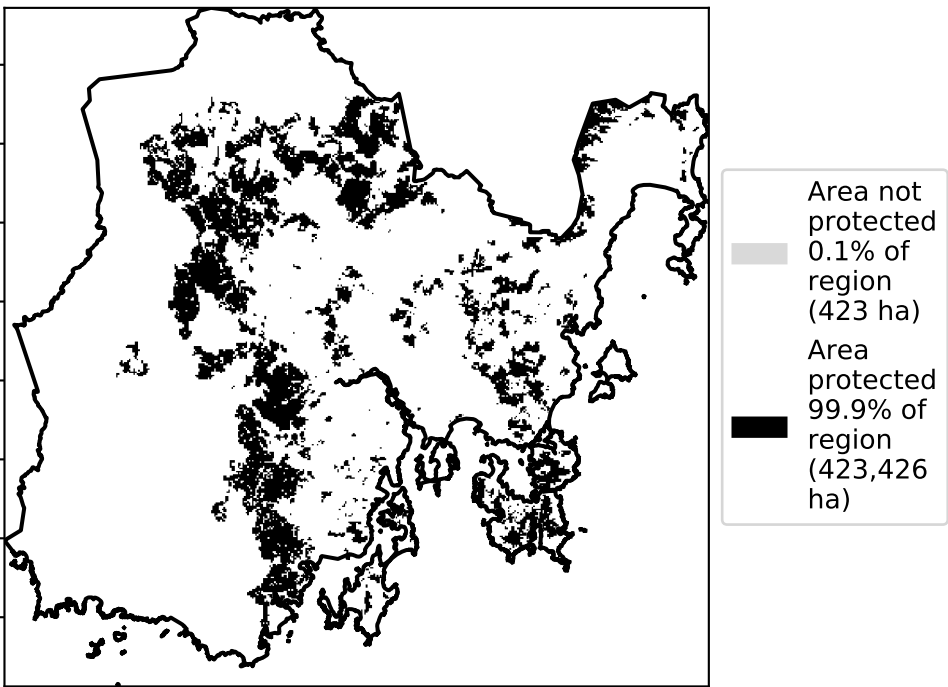 Area not
protected
0.1% of
region
(423 ha)
Area
protected
99.9% of
region
(423,426
ha)